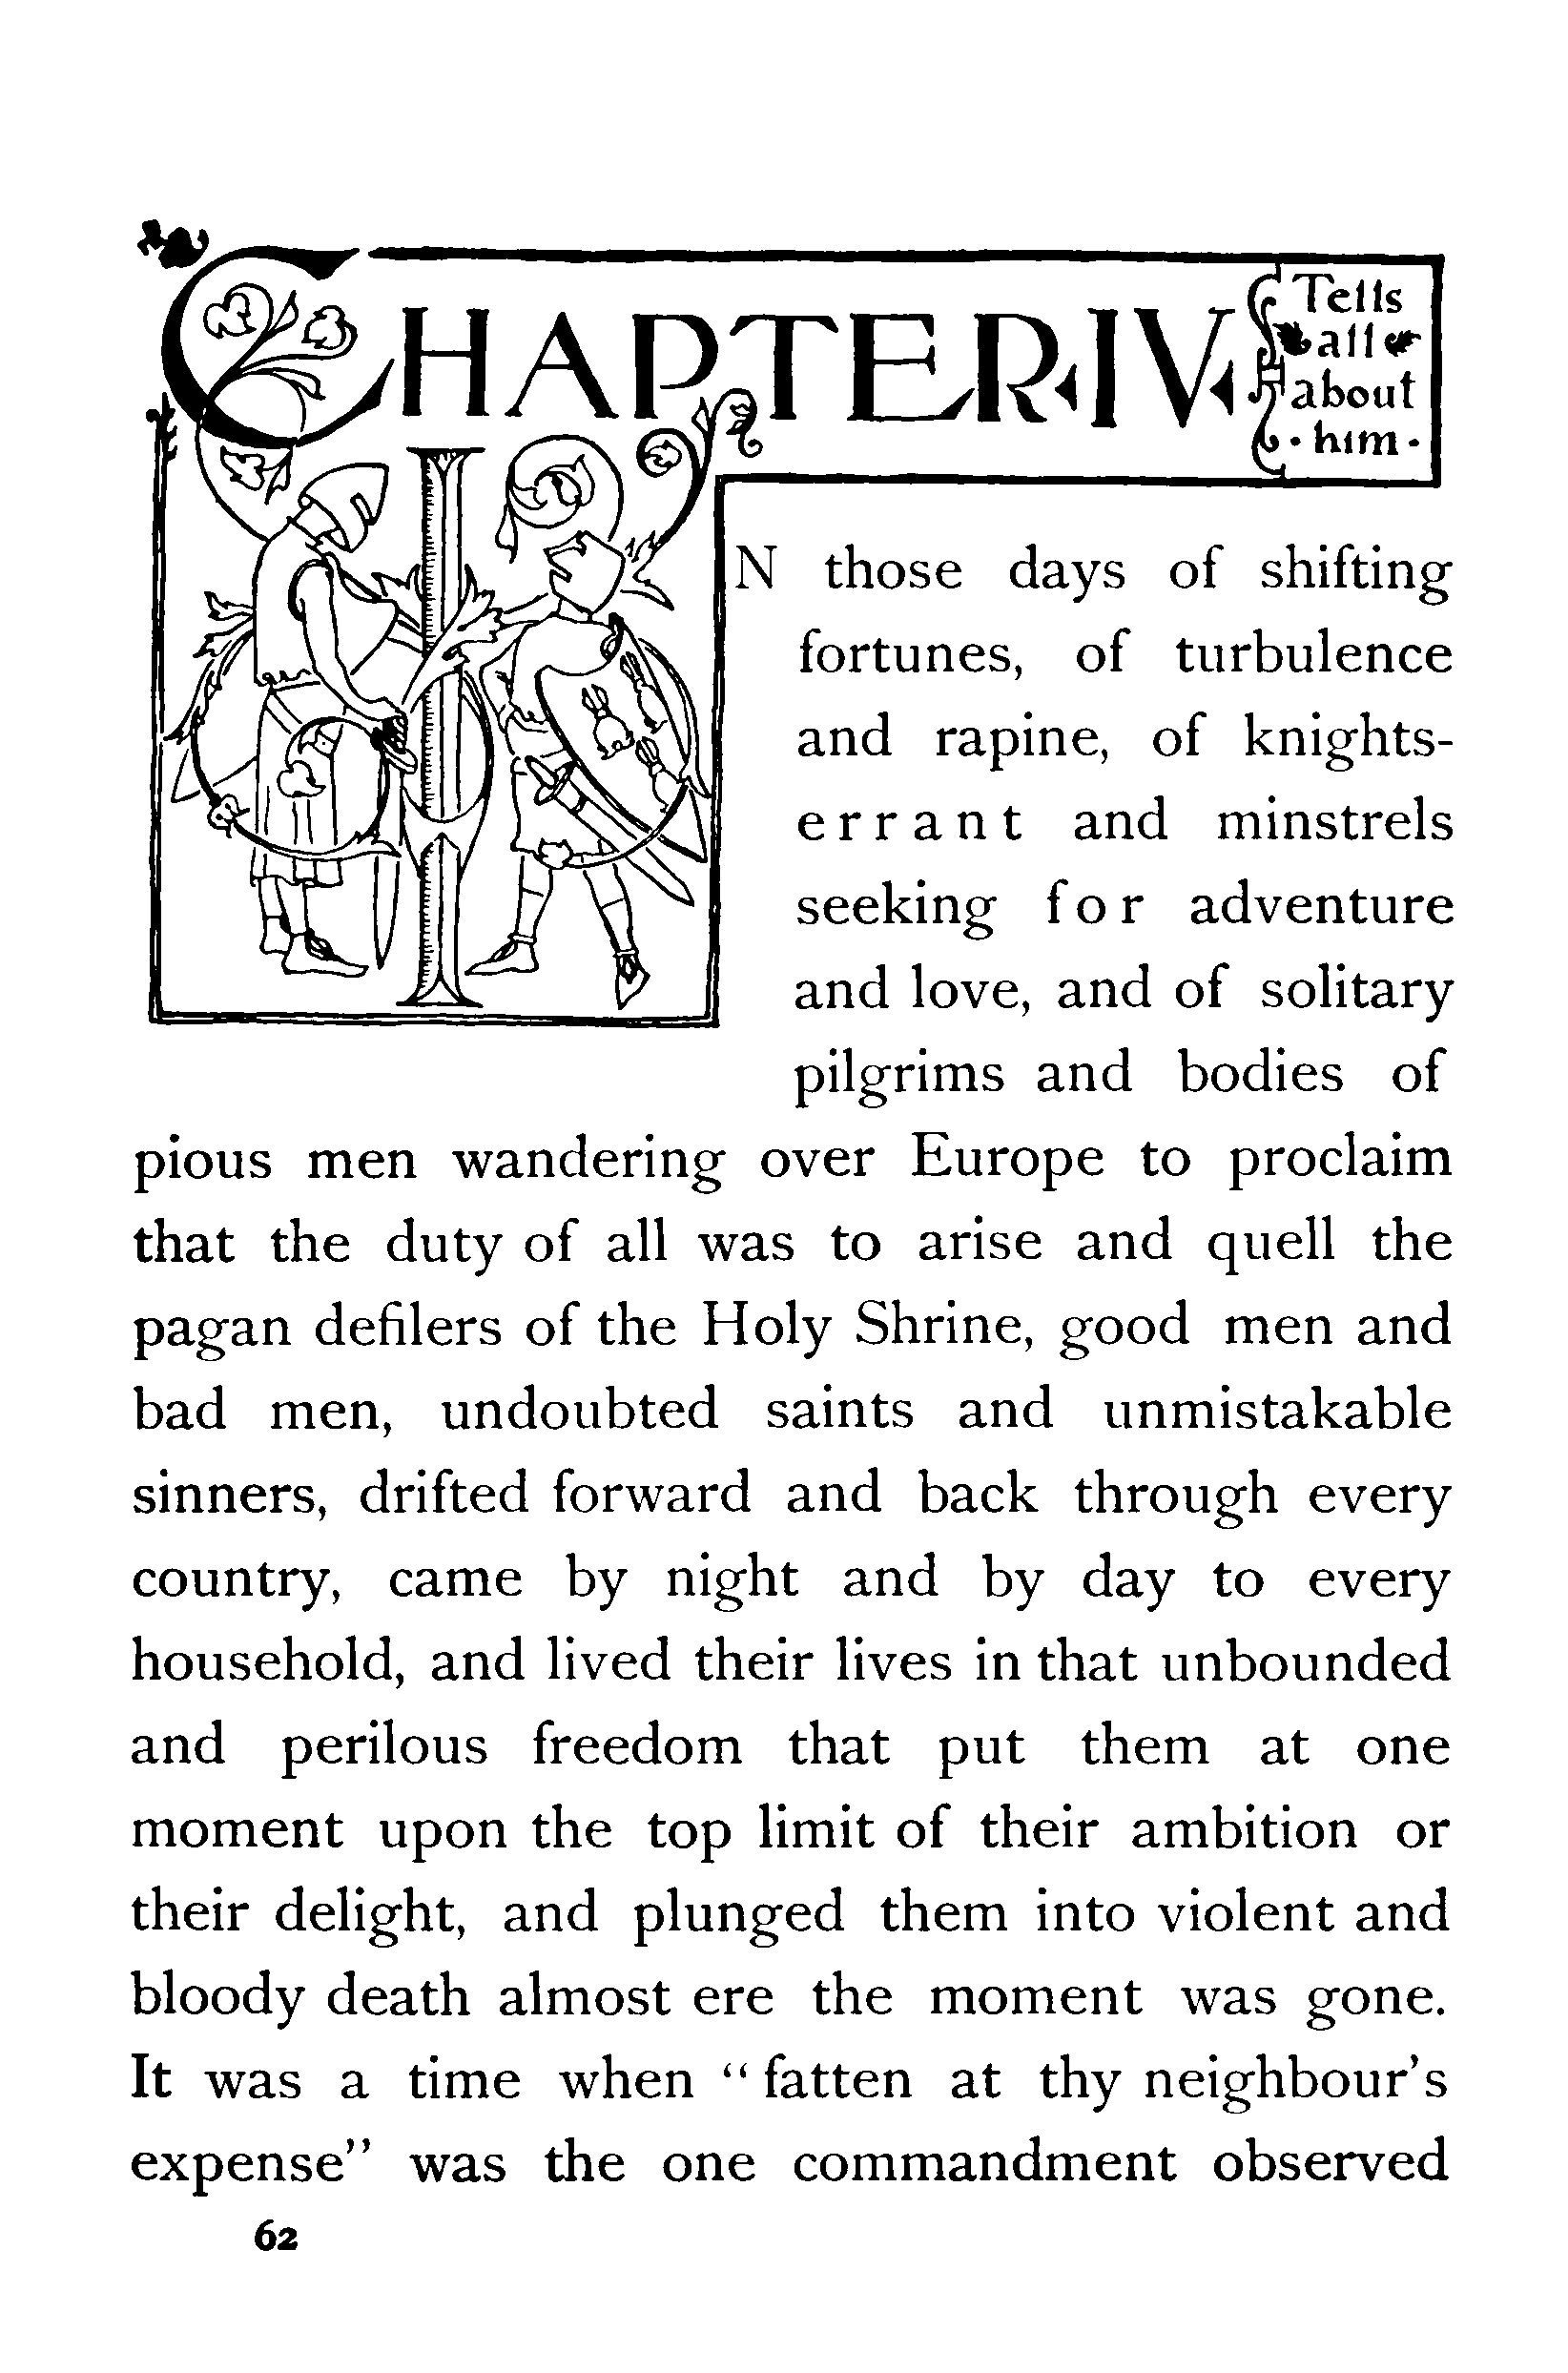 CHAPTER IV
Tells
all
about
him
IN those days of shifting
fortunes, of turbulence
and rapine, of knights-
errant and minstrels
seeking for adventure
and love, and of solitary
pilgrims and bodies of
pious men wandering over Europe to proclaim
that the duty of all was to arise and quell the
pagan defilers of the Holy Shrine, good men and
bad men, undoubted saints and unmistakable
sinners, drifted forward and back through every
country, came by night and by day to every
household, and lived their lives in that unbounded
and perilous freedom that put them at one
moment upon the top limit of their ambition or
their delight, and plunged them into violent and
bloody death almost ere the moment was gone.
It was a time when “fatten at thy neighbour’s
expense” was the one commandment observed
62